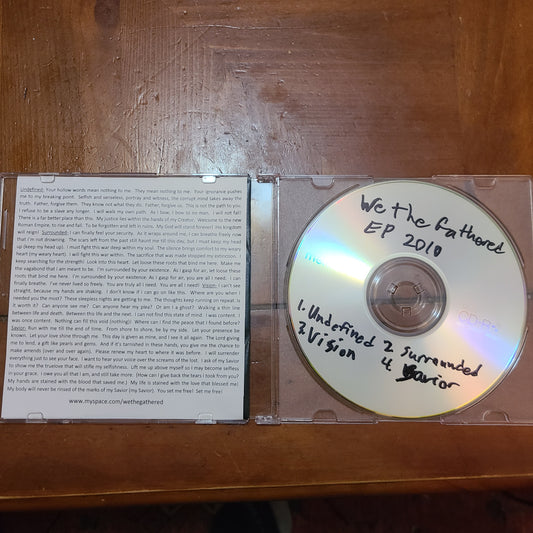 Undefined: Your hollow words mean nothing to me. They mean nothing to me. Your ignorance pushes
me to my breaking point. Selfish and senseless, portray and witness, the corrupt mind takes away the
truth. Father, forgive them. They know not what they do. Father, forgive us. This is not the path to joy.
I refuse to be a slave any longer. I will walk my own path. As I bow, I bow to no man. I will not fall!
There is a far better place than this. My justice lies within the hands of my Creator. Welcome to the new
Roman Empire, to rise and fall. To be forgotten and left in ruins. My God will stand forever! His kingdom
will reign! Surrounded: I can finally feel your security. As it wraps around me, I can breathe freely now
that I'm not drowning. The scars left from the past still haunt me till this day, but I must keep my head
up (keep my head up). I must fight this war deep within my soul. The silence brings comfort to my weary
heart (my weary heart). I will fight this war within. The sacrifice that was made stopped my extinction. I
keep searching for the strength! Look into this heart. Let loose these roots that bind me here. Make me
the vagabond that I am meant to be. I'm surrounded by your existence. As I gasp for air, let loose these
roots that bind me here. I'm surrounded by your existence. As I gasp for air, you are all I need. I can
finally breathe. I've never lived so freely. You are truly all I need. You are all I need! Vision: I can't see
straight, because my hands are shaking. I don't know if I can go on like this. Where are you when I
needed you the most? These sleepless nights are getting to me. The thoughts keep running on repeat. Is
it worth it? Can anyone see me? Can anyone hear my plea? Or am I a ghost? Walking a thin line
between life and death. Between this life and the next. I can not find this state of mind I was content. I
was once content. Nothing can fill this void (nothing)! Where can I find the peace that I found before?
Savior: Run with me til the end of time. From shore to shore, be by my side. Let your presence be
known. Let your love shine through me. This day is given as mine, and I see it all again. The Lord giving
me to lend, a gift like pearls and gems. And if it's tarnished in these hands, you give me the chance to
make amends (over and over again). Please renew my heart to where it was before. I will surrender
everything just to see your face. I want to hear your voice over the screams of the lost. I ask of my Savior
to show me the truelove that will stifle my selfishness. Lift me up above myself so I may become selfless
in your grace. I owe you all that I am, and still take more. (How can I give back the tears I took from you?)
My hands are stained with the blood that saved me.) My life is stained with the love that blessed me!
My body will never be rinsed of the marks of my Savior (my Savior). You set me free! Set me free!
www.myspace.com/wethegathered
We the Gathered
EP 2010
CD-R
1. Undefined 2. Surrounded
3. Vision 4. Savior